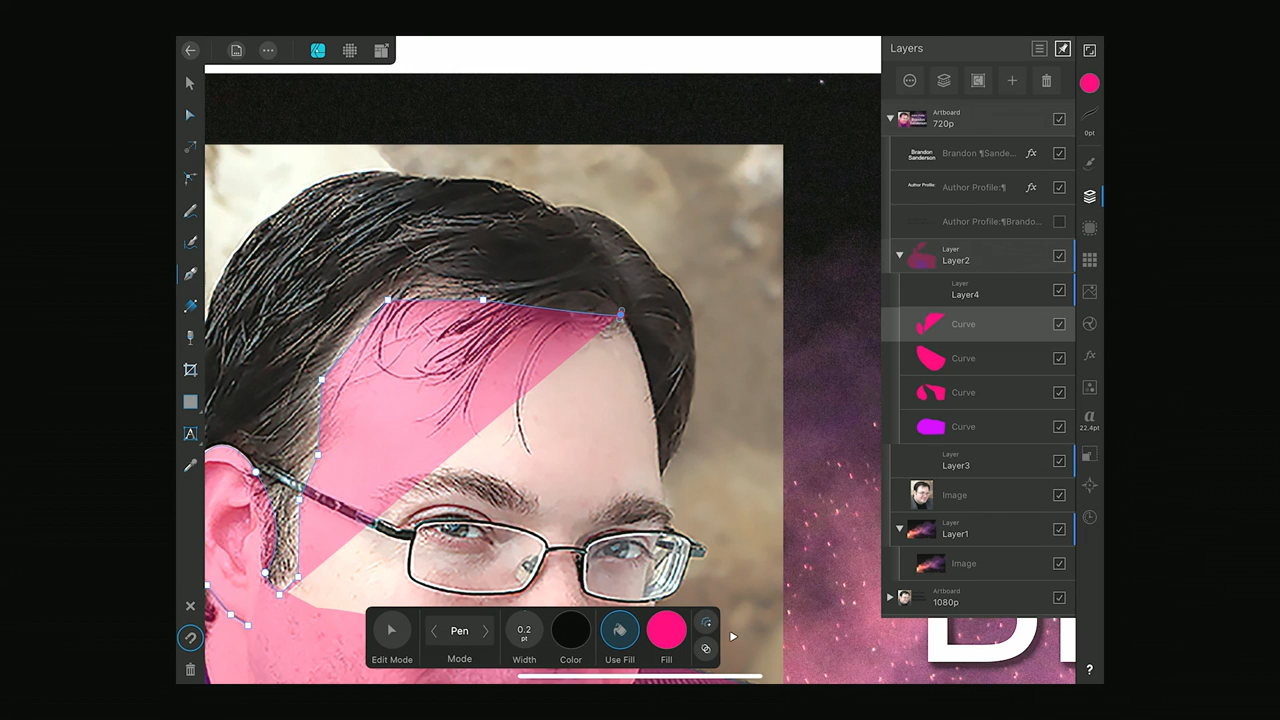 Layers
Artboard
720p
0pt
Brandon
Sanderson
Brandon ¶Sande...
fx
Author Profile:
Author Profile:¶
fx
Author Profile:¶Brando...
Layer
Layer2
Layer
Layer4
Curve
Curve
fx
Curve
a
22.4pt
Curve
A
Layer
Layer3
Image
Layer
Layer1
Image
Artboard
1080p
Pen
0.2
pt
Edit Mode
Mode
Width
Color
Use Fill
Fill
?